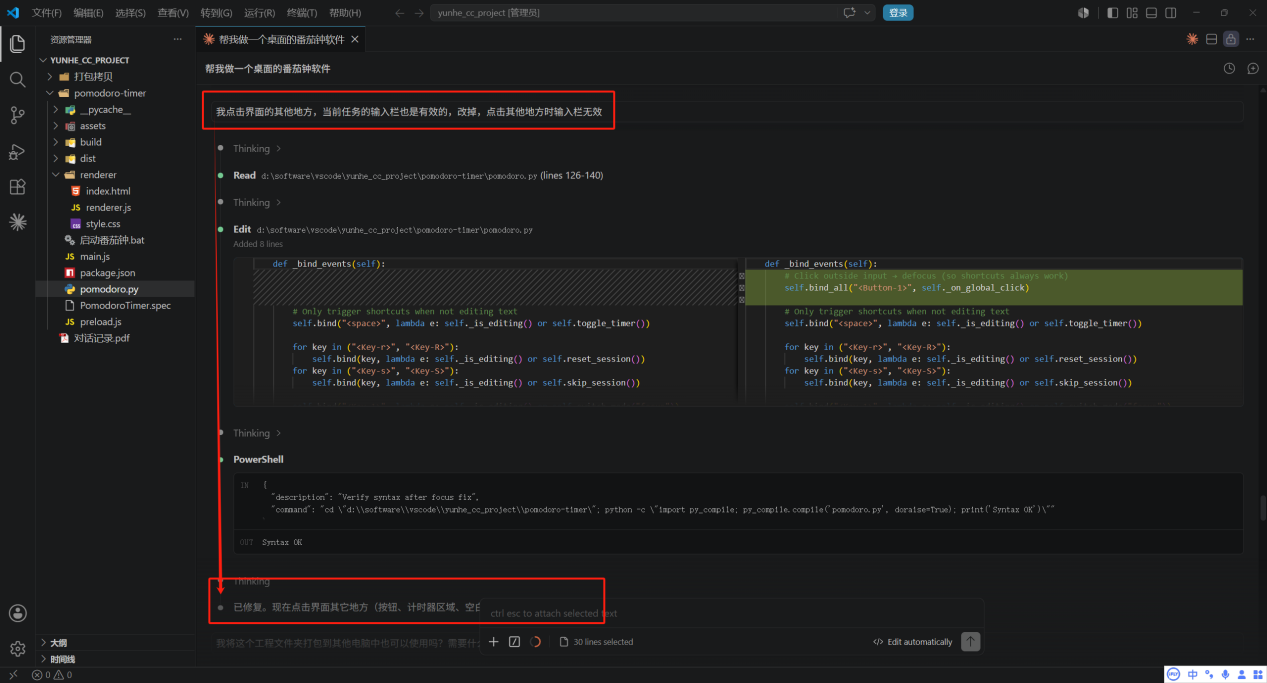 文件(F) 编辑(E) 选择(S) 查看(V) 转到(G) 运行(R) 终端(T) 帮助(H) yunhe_cc_project [管理员] 登录
资源管理器
帮我做一个桌面的番茄钟软件
YUNHE_CC_PROJECT
打包拷贝
pomodoro-timer
__pycache__
assets
build
dist
renderer
index.html
JS renderer.js
css style.css
启动番茄钟.bat
JS main.js
package.json
pomodoro.py
PomodoroTimer.spec
JS preload.js
对话记录.pdf
大纲
时间线
帮我做一个桌面的番茄钟软件
我点击界面的其他地方，当前任务的输入栏也是有效的，改掉，点击其他地方时输入栏无效
Thinking
Read d:\software\vscode\yunhe_cc_project\pomodoro-timer\pomodoro.py (lines 126-140)
Thinking
Edit d:\software\vscode\yunhe_cc_project\pomodoro-timer\pomodoro.py
Added 8 lines
def _bind_events(self):
# Only trigger shortcuts when not editing text
self.bind("<space>", lambda e: self._is_editing() or self.toggle_timer())
for key in ("<Key-r>", "<Key-R>"):
self.bind(key, lambda e: self._is_editing() or self.reset_session())
for key in ("<Key-s>", "<Key-S>"):
self.bind(key, lambda e: self._is_editing() or self.skip_session())
def _bind_events(self):
# Click outside input → defocus (so shortcuts always work)
self.bind_all("<Button-1>", self._on_global_click)
# Only trigger shortcuts when not editing text
self.bind("<space>", lambda e: self._is_editing() or self.toggle_timer())
for key in ("<Key-r>", "<Key-R>"):
self.bind(key, lambda e: self._is_editing() or self.reset_session())
for key in ("<Key-s>", "<Key-S>"):
self.bind(key, lambda e: self._is_editing() or self.skip_session())
Thinking
PowerShell
IN {
"description": "Verify syntax after focus fix",
"command": "cd \"d:\\software\\vscode\\yunhe_cc_project\\pomodoro-timer\"; python -c \"import py_compile; py_compile.compile('pomodoro.py', doraise=True); print('Syntax OK')\""
OUT Syntax OK
Thinking
已修复。现在点击界面其它地方（按钮、计时器区域、空白
ctrl esc to attach selected text
我将这个工程文件夹打包到其他电脑中也可以使用吗？需要什
30 lines selected
Edit automatically
0 0
中